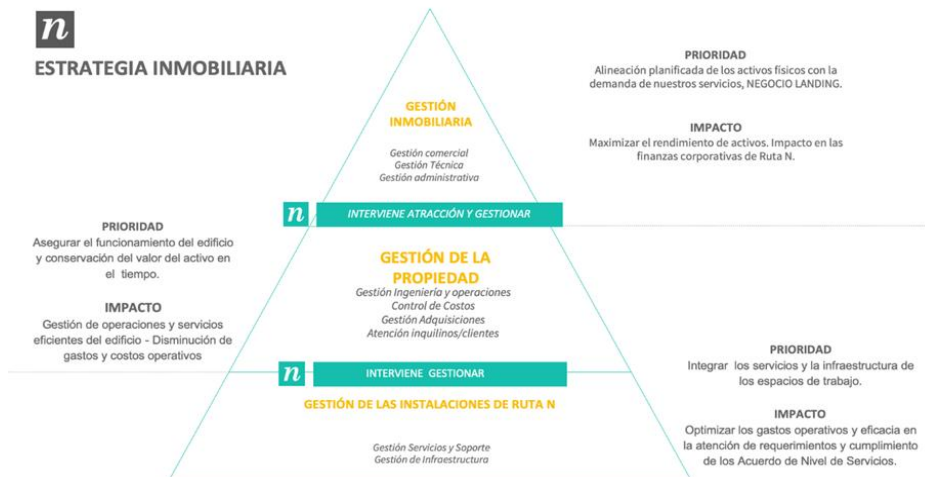 n
ESTRATEGIA INMOBILIARIA
PRIORIDAD
Alineación planificada de los activos físicos con la
demanda de nuestros servicios, NEGOCIO LANDING.
IMPACTO
Maximizar el rendimiento de activos. Impacto en las
finanzas corporativas de Ruta N.
GESTIÓN
INMOBILIARIA
Gestión comercial
Gestión Técnica
Gestión administrativa
n
INTERVIENE ATRACCIÓN Y GESTIONAR
PRIORIDAD
Asegurar el funcionamiento del edificio
y conservación del valor del activo en
el tiempo.
IMPACTO
Gestión de operaciones y servicios
eficientes del edificio - Disminución de
gastos y costos operativos
GESTIÓN DE LA
PROPIEDAD
Gestión Ingeniería y operaciones
Control de Costos
Gestión Adquisiciones
Atención inquilinos/clientes
n
INTERVIENE GESTIONAR
GESTIÓN DE LAS INSTALACIONES DE RUTA N
Gestión Servicios y Soporte
Gestión de Infraestructura
PRIORIDAD
Integrar los servicios y la infraestructura de
los espacios de trabajo.
IMPACTO
Optimizar los gastos operativos y eficacia en
la atención de requerimientos y cumplimiento
de los Acuerdo de Nivel de Servicios.